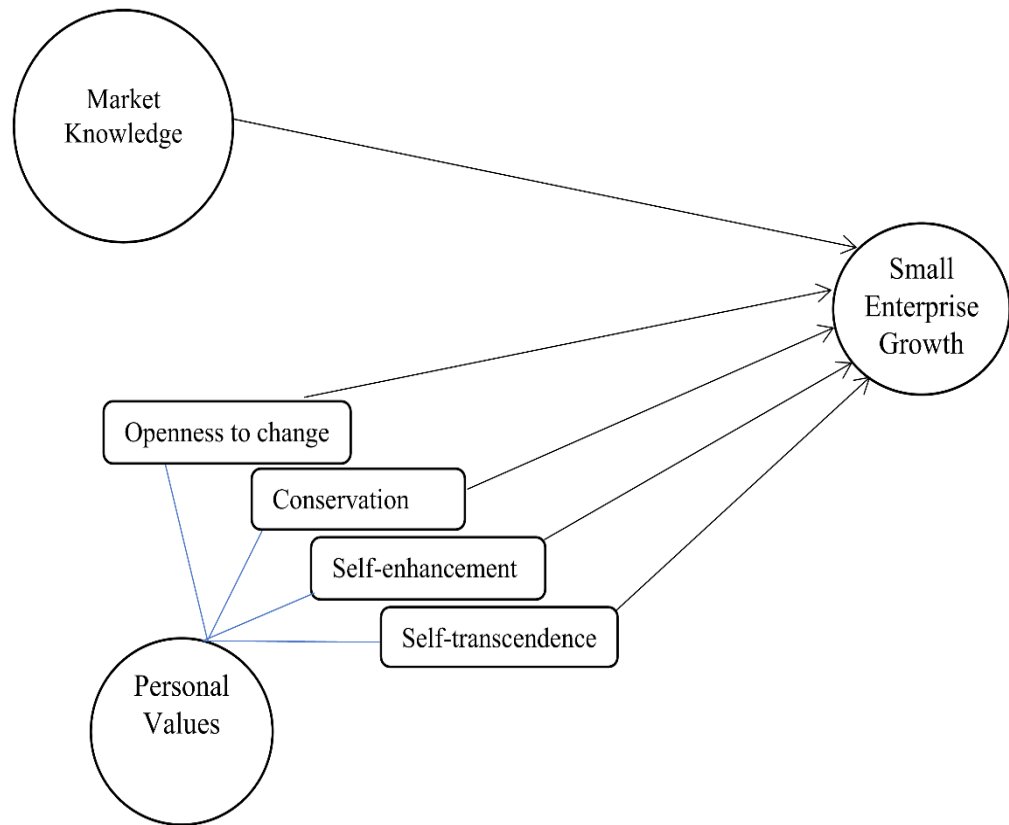 Market
Knowledge
Small
Enterprise
Growth
Openness to change
Conservation
Self-enhancement
Self-transcendence
Personal
Values